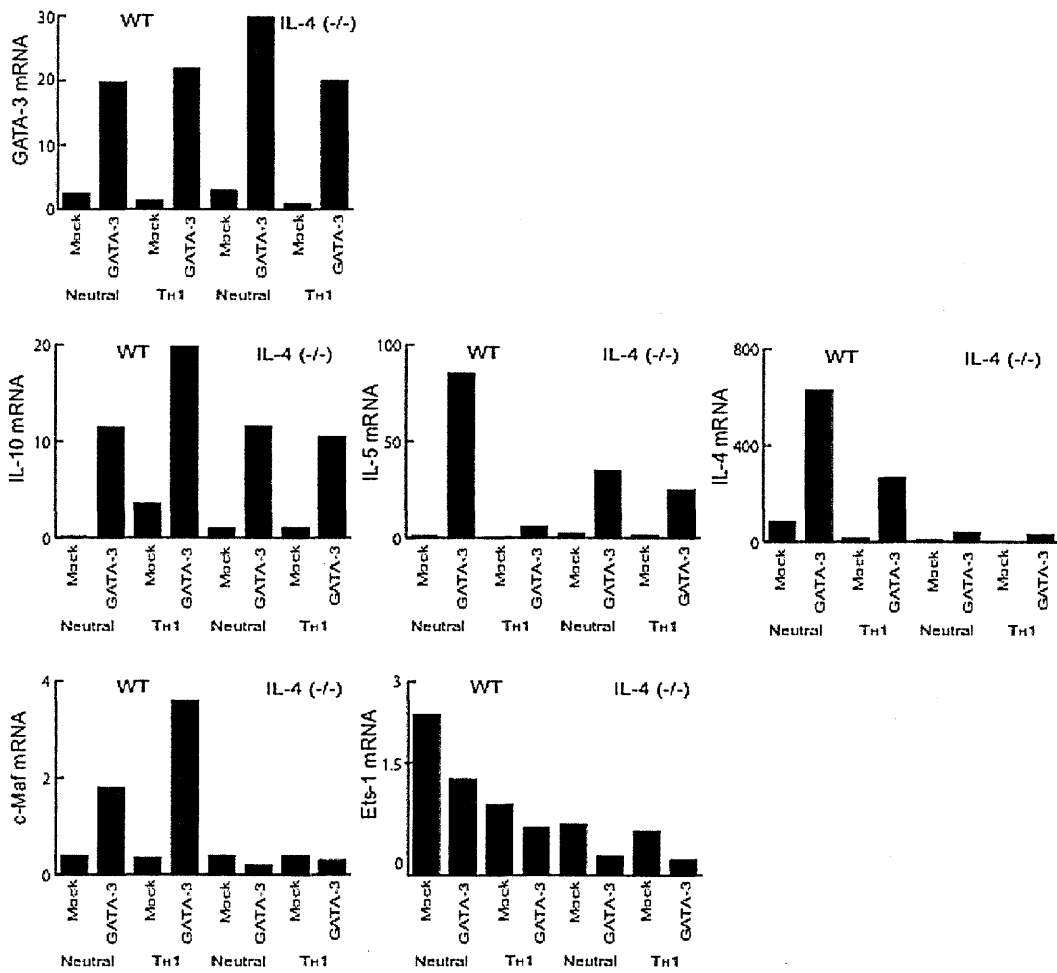 GATA-3 mRNA
WT IL-4 (-/-)
30
20
10
0
Mock GATA-3 Mock GATA-3 Mock GATA-3 Mock GATA-3
Neutral TH1 Neutral TH1
IL-10 mRNA
WT IL-4 (-/-)
20
10
0
Mock GATA-3 Mock GATA-3 Mock GATA-3 Mock GATA-3
Neutral TH1 Neutral TH1
IL-5 mRNA
WT IL-4 (-/-)
100
50
0
Mock GATA-3 Mock GATA-3 Mock GATA-3 Mock GATA-3
Neutral TH1 Neutral TH1
IL-4 mRNA
WT IL-4 (-/-)
800
400
0
Mock GATA-3 Mock GATA-3 Mock GATA-3 Mock GATA-3
Neutral TH1 Neutral TH1
c-Maf mRNA
WT IL-4 (-/-)
4
2
0
Mock GATA-3 Mock GATA-3 Mock GATA-3 Mock GATA-3
Neutral TH1 Neutral TH1
Ets-1 mRNA
WT IL-4 (-/-)
3
1.5
0
Mock GATA-3 Mock GATA-3 Mock GATA-3 Mock GATA-3
Neutral TH1 Neutral TH1